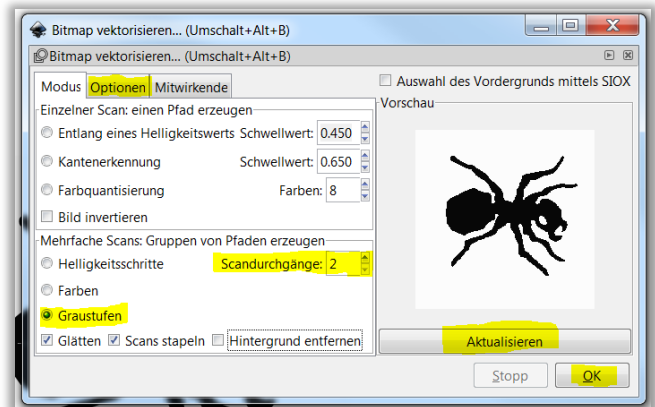 Bitmap vektorisieren... (Umschalt+Alt+B)
Bitmap vektorisieren... (Umschalt+Alt+B)
Modus Optionen Mitwirkende
Auswahl des Vordergrunds mittels SIOX
Einzelner Scan: einen Pfad erzeugen
Vorschau
Entlang eines Helligkeitswerts Schwellwert: 0.450
Kantenerkennung Schwellwert: 0.650
Farbquantisierung Farben: 8
Bild invertieren
Mehrfache Scans: Gruppen von Pfaden erzeugen
Helligkeitsschritte Scandurchgänge: 2
Farben
Graustufen
Glätten Scans stapeln Hintergrund entfernen
Aktualisieren
Stopp OK